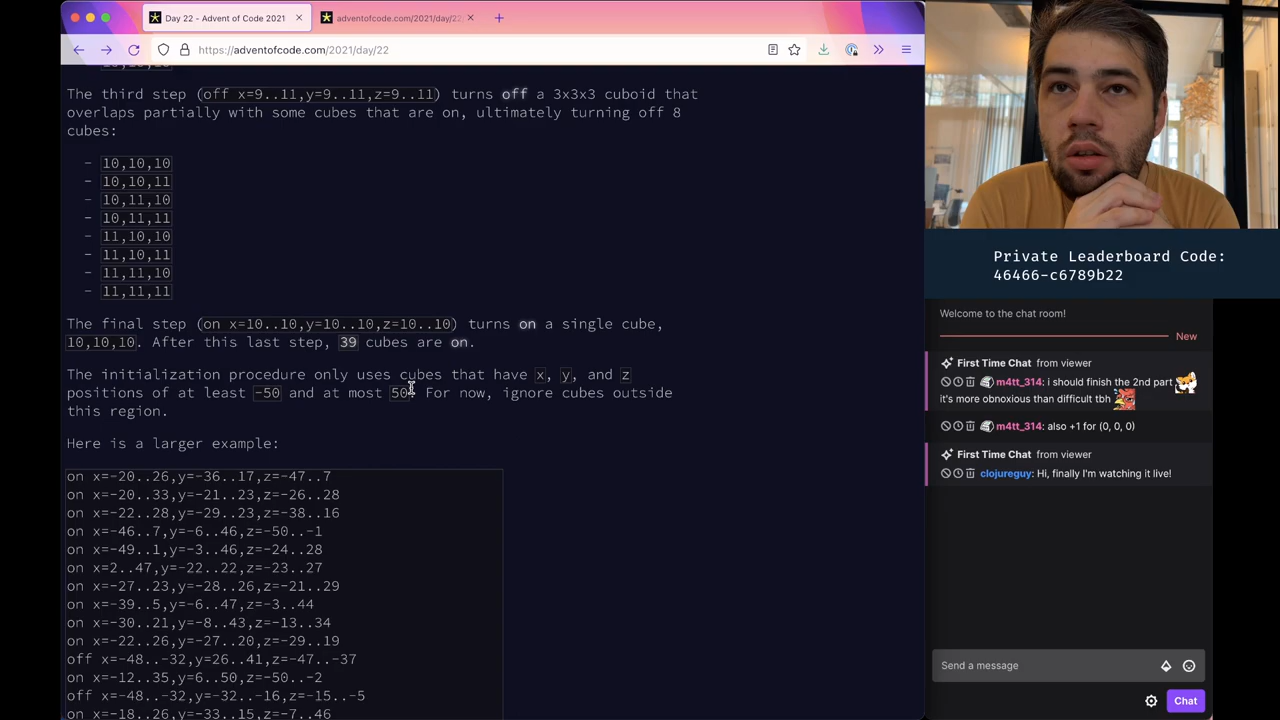 Day 22 - Advent of Code 2021
adventofcode.com/2021/day/22
https://adventofcode.com/2021/day/22
The third step (off x=9..11,y=9..11,z=9..11) turns off a 3x3x3 cuboid that
overlaps partially with some cubes that are on, ultimately turning off 8
cubes:
- 10,10,10
- 10,10,11
- 10,11,10
- 10,11,11
- 11,10,10
- 11,10,11
- 11,11,10
- 11,11,11
The final step (on x=10..10,y=10..10,z=10..10) turns on a single cube,
10,10,10. After this last step, 39 cubes are on.
The initialization procedure only uses cubes that have x, y, and z
positions of at least -50 and at most 50. For now, ignore cubes outside
this region.
Here is a larger example:
on x=-20..26,y=-36..17,z=-47..7
on x=-20..33,y=-21..23,z=-26..28
on x=-22..28,y=-29..23,z=-38..16
on x=-46..7,y=-6..46,z=-50..-1
on x=-49..1,y=-3..46,z=-24..28
on x=2..47,y=-22..22,z=-23..27
on x=-27..23,y=-28..26,z=-21..29
on x=-39..5,y=-6..47,z=-3..44
on x=-30..21,y=-8..43,z=-13..34
on x=-22..26,y=-27..20,z=-29..19
off x=-48..-32,y=26..41,z=-47..-37
on x=-12..35,y=6..50,z=-50..-2
off x=-48..-32,y=-32..-16,z=-15..-5
on x=-18..26,y=-33..15,z=-7..46
Private Leaderboard Code:
46466-c6789b22
Welcome to the chat room!
New
First Time Chat from viewer
m4tt_314: i should finish the 2nd part
it's more obnoxious than difficult tbh
m4tt_314: also +1 for (0, 0, 0)
First Time Chat from viewer
clojureguy: Hi, finally I'm watching it live!
Send a message
Chat